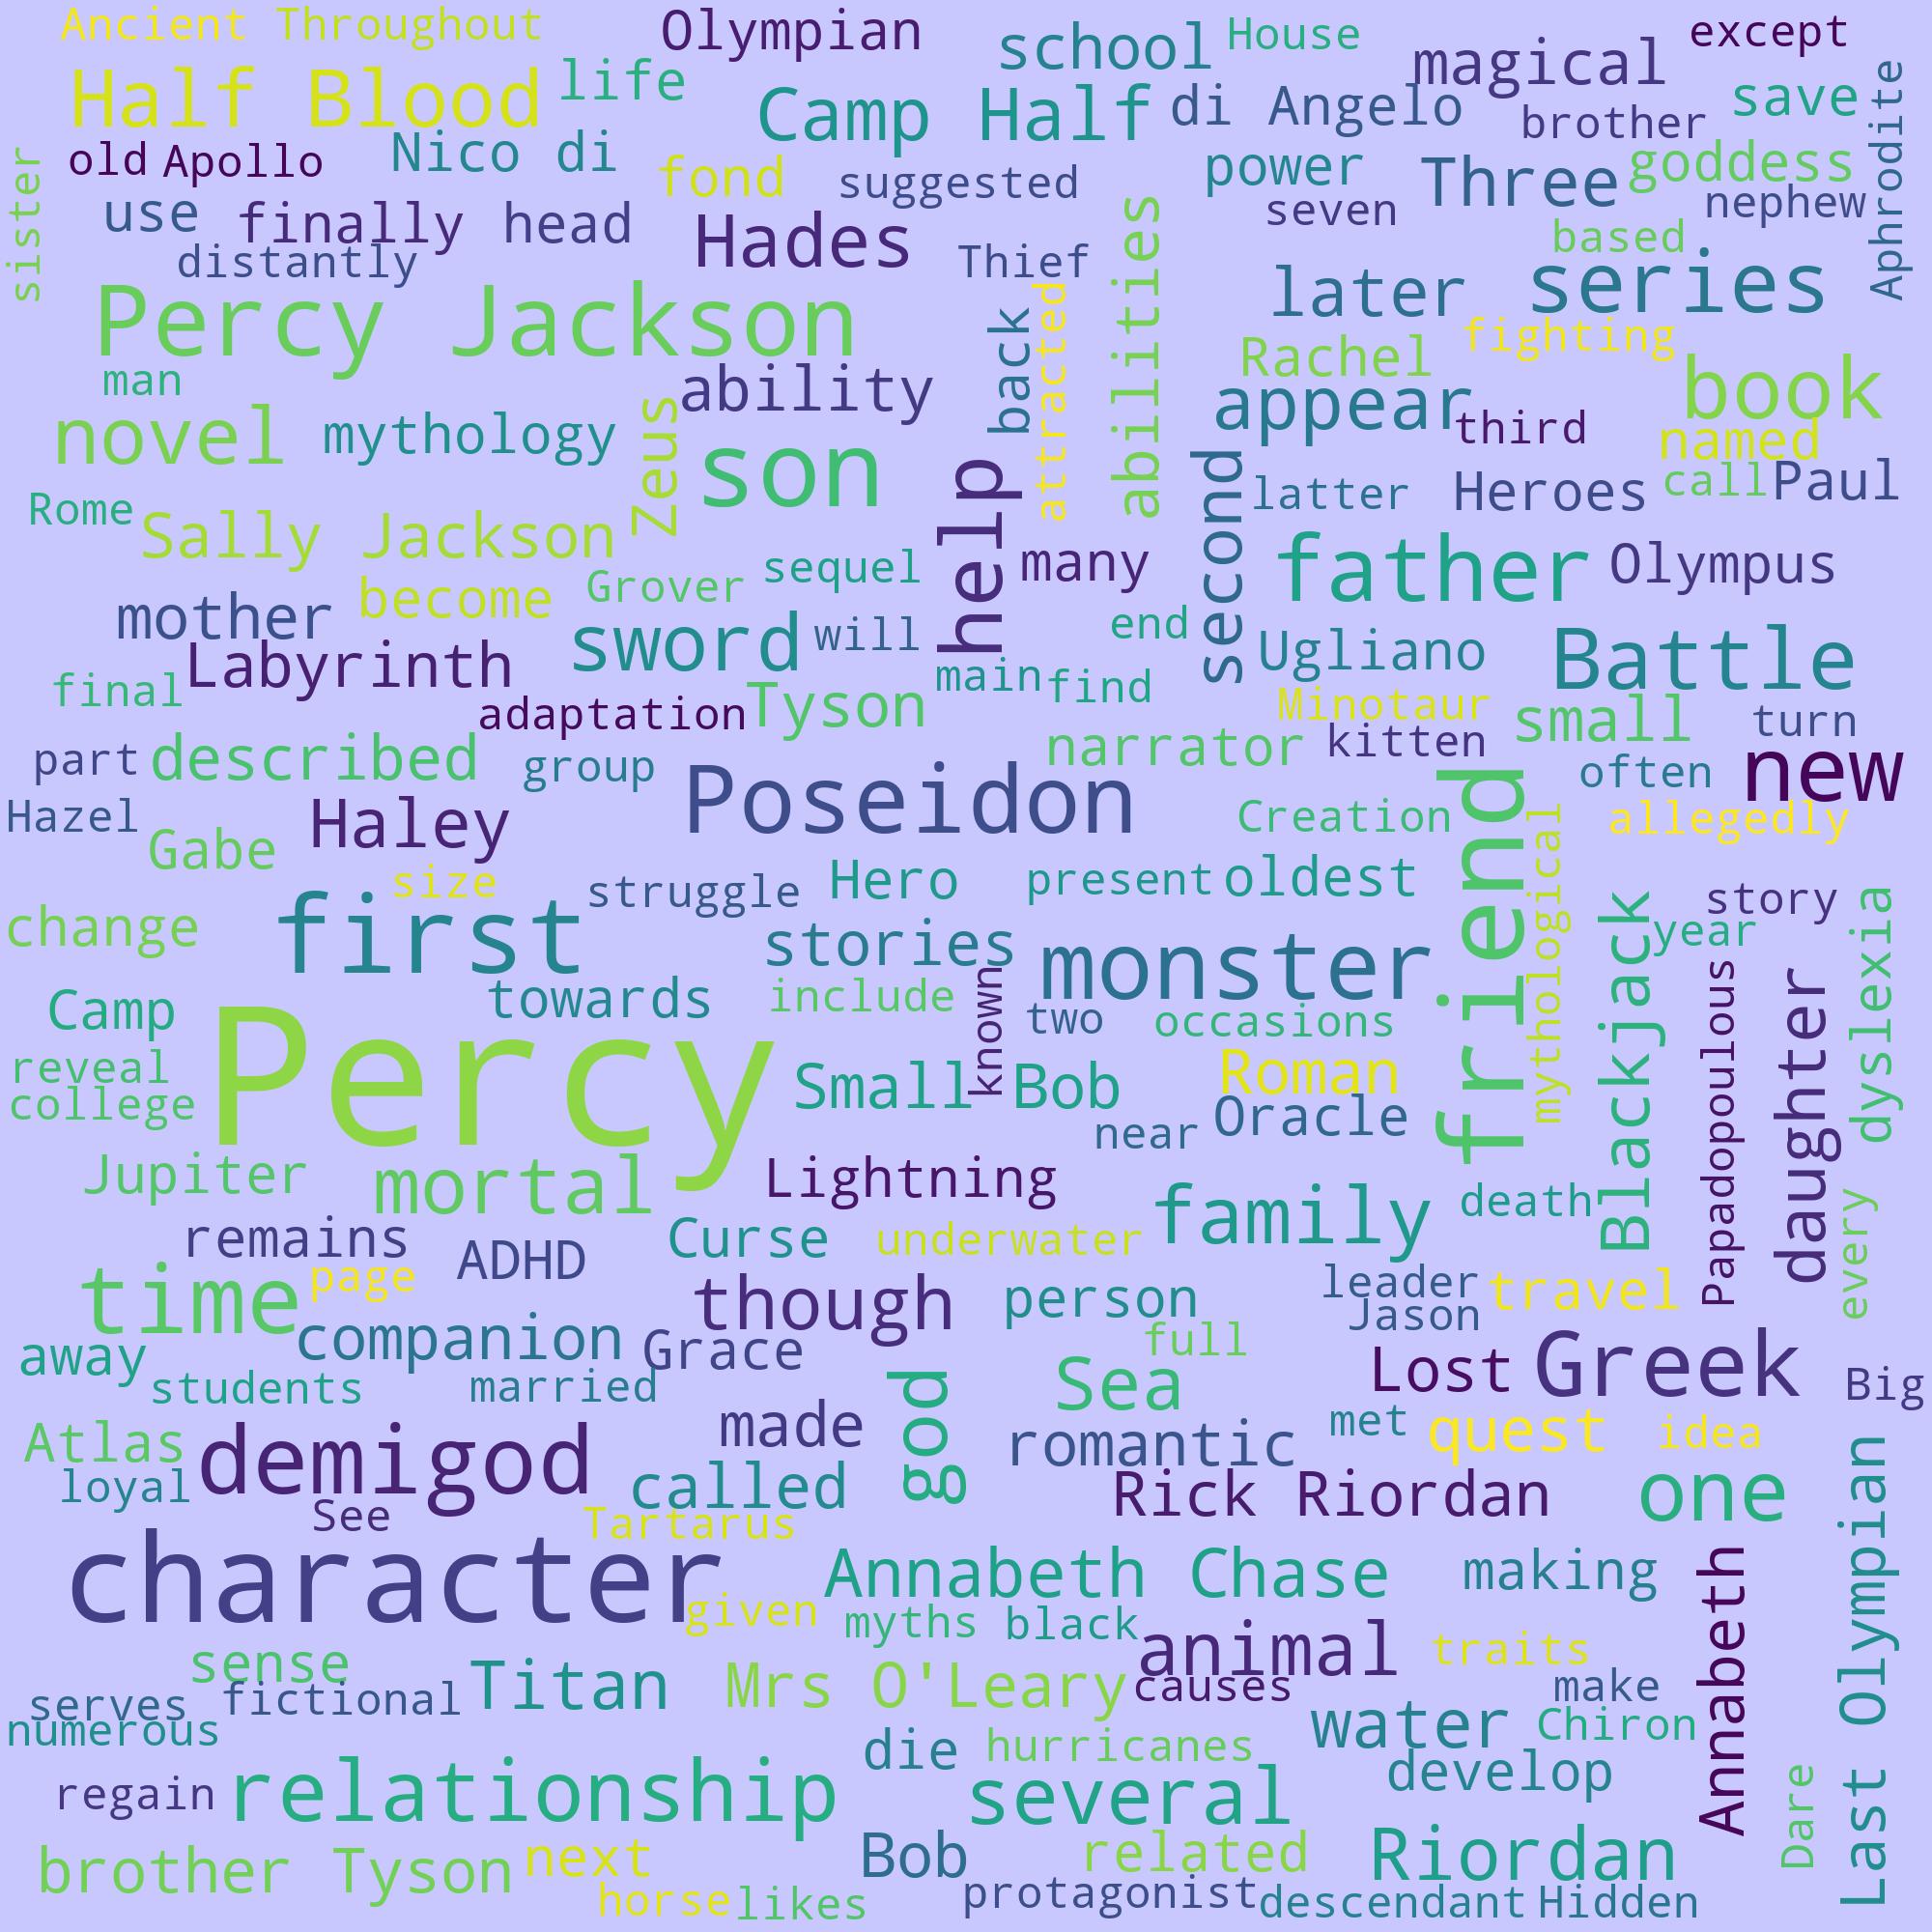 Ancient Throughout
Olympian
school
House
except
Half Blood
life
magical
Camp Half
di Angelo
brother
save
Aphrodite
sister
old
Apollo
Nico di
fond
suggested
power
Three
goddess
use
finally
head
Hades
seven
nephew
distantly
Thief
abilities
based
Percy Jackson
later
series
back
attracted
Rachel
fighting
man
ability
appear
book
novel
mythology
Zeus
son
third
named
Rome
help
second
latter
Heroes
call
Paul
Sally Jackson
sequel
many
father
Olympus
mother
become
Grover
sword
will
end
Ugliano
Battle
Labyrinth
final
main
find
adaptation
Tyson
Minotaur
small
turn
part
described
group
narrator
kitten
often
new
Hazel
Gabe
Haley
Poseidon
Creation
friend
mythological
allegedly
size
struggle
Hero
present
oldest
Blackjack
story
dyslexia
change
first
stories
monster
year
Papadopoulous
daughter
Camp
towards
include
known
two
occasions
reveal
college
Percy
Small Bob
Roman
Oracle
near
Jupiter
mortal
Lightning
family
death
every
remains
ADHD
Curse
underwater
time
page
though
person
leader
Jason
travel
away
companion
Grace
full
students
married
god
Sea
Lost
Greek
Big
Atlas
demigod
made
romantic
met
quest
idea
loyal
See
called
Rick Riordan
one
Last Olympian
Tartarus
character
given
Annabeth Chase
making
Annabeth
myths
black
animal
traits
sense
serves
fictional
Titan
Mrs O'Leary
causes
make
numerous
water
Chiron
die
hurricanes
develop
Dare
regain
relationship
several
brother Tyson
next
Bob
related
Riordan
horse
likes
protagonist
descendant
Hidden